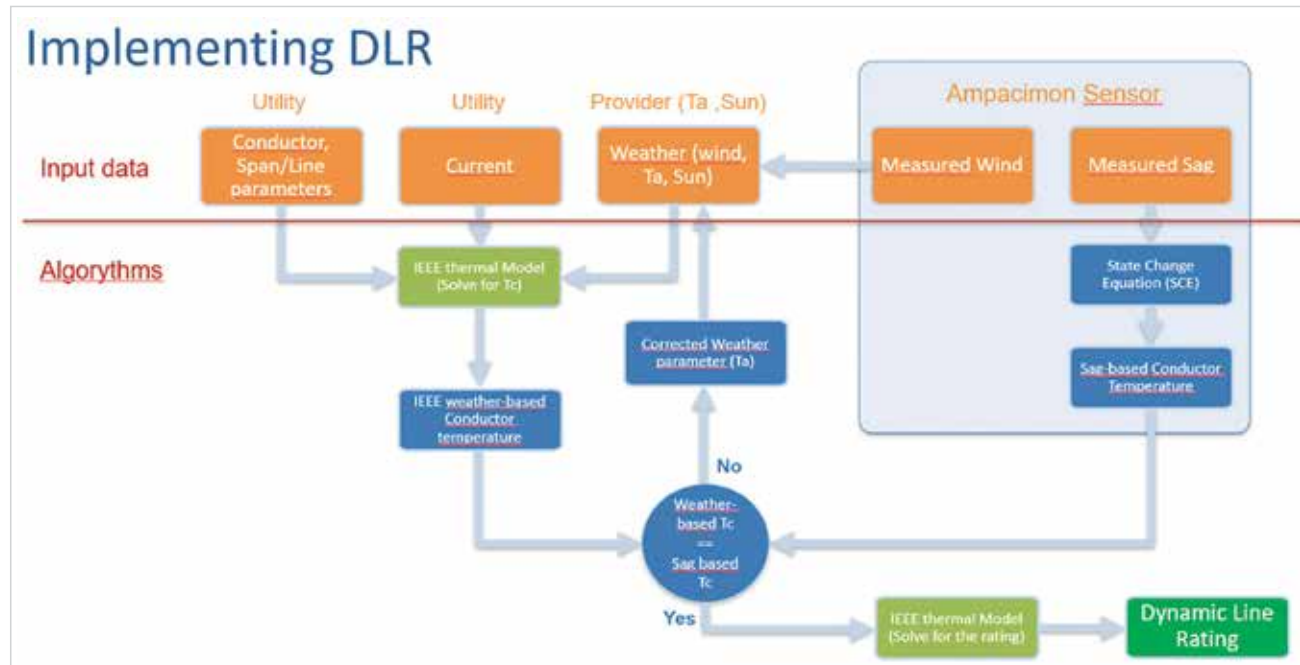 Implementing DLR
Utility
Utility
Provider (Ta ,Sun)
Ampacimon Sensor
Input data
Conductor,
Span/Line
parameters
Current
Weather (wind,
Ta, Sun)
Measured Wind
Measured Sag
Algorythms
IEEE thermal Model
(Solve for Tc)
State Change
Equation (SCE)
Corrected Weather
parameter (Ta)
Sag-based Conductor
Temperature
IEEE weather-based
Conductor
temperature
No
Weather-
based Tc
==
Sag based
Tc
Yes
IEEE thermal Model
(Solve for the rating)
Dynamic Line
Rating